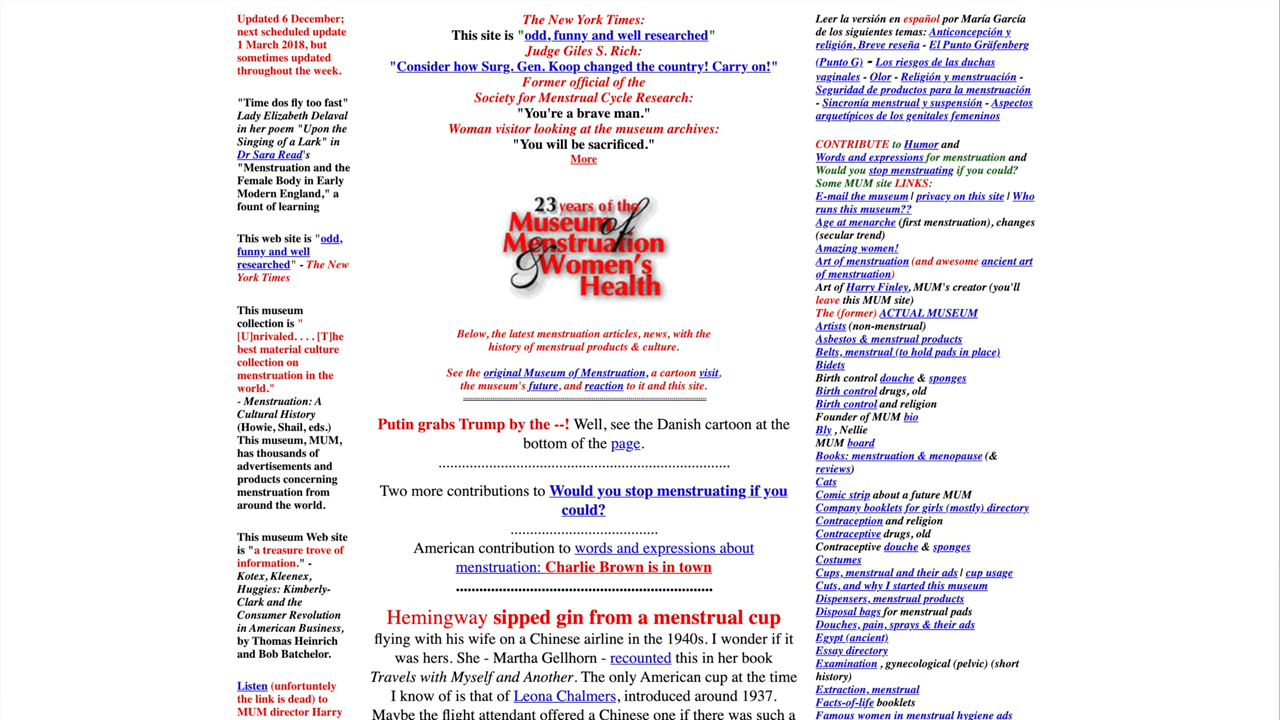 Updated 6 December;
next scheduled update
1 March 2018, but
sometimes updated
throughout the week.
"Time dos fly too fast"
Lady Elizabeth Delaval
in her poem "Upon the
Singing of a Lark" in
Dr Sara Read's
"Menstruation and the
Female Body in Early
Modern England," a
fount of learning
This web site is "odd,
funny and well
researched" - The New
York Times
This museum
collection is "
[U]nrivaled. . . . [T]he
best material culture
collection on
menstruation in the
world."
- Menstruation: A
Cultural History
(Howie, Shail, eds.)
This museum, MUM,
has thousands of
advertisements and
products concerning
menstruation from
around the world.
This museum Web site
is "a treasure trove of
information." -
Kotex, Kleenex,
Huggies: Kimberly-
Clark and the
Consumer Revolution
in American Business,
by Thomas Heinrich
and Bob Batchelor.
Listen (unfortuntely
the link is dead) to
MUM director Harry
The New York Times:
This site is "odd, funny and well researched"
Judge Giles S. Rich:
"Consider how Surg. Gen. Koop changed the country! Carry on!"
Former official of the
Society for Menstrual Cycle Research:
"You're a brave man."
Woman visitor looking at the museum archives:
"You will be sacrificed."
More
23 years of the
Museum of
Menstruation
& Women's
Health
Below, the latest menstruation articles, news, with the
history of menstrual products & culture.
See the original Museum of Menstruation, a cartoon visit,
the museum's future, and reaction to it and this site.
Putin grabs Trump by the --! Well, see the Danish cartoon at the
bottom of the page.
...........................................................................
Two more contributions to Would you stop menstruating if you
could?
......................................
American contribution to words and expressions about
menstruation: Charlie Brown is in town
..................................................................
Hemingway sipped gin from a menstrual cup
flying with his wife on a Chinese airline in the 1940s. I wonder if it
was hers. She - Martha Gellhorn - recounted this in her book
Travels with Myself and Another. The only American cup at the time
I know of is that of Leona Chalmers, introduced around 1937.
Maybe the flight attendant offered a Chinese one if there was such a
Leer la versión en español por María García
de los siguientes temas: Anticoncepción y
religión, Breve reseña - El Punto Gräfenberg
(Punto G) - Los riesgos de las duchas
vaginales - Olor - Religión y menstruación -
Seguridad de productos para la menstruación
- Sincronía menstrual y suspensión - Aspectos
arquetípicos de los genitales femeninos
CONTRIBUTE to Humor and
Words and expressions for menstruation and
Would you stop menstruating if you could?
Some MUM site LINKS:
E-mail the museum | privacy on this site | Who
runs this museum??
Age at menarche (first menstruation), changes
(secular trend)
Amazing women!
Art of menstruation (and awesome ancient art
of menstruation)
Art of Harry Finley, MUM's creator (you'll
leave this MUM site)
The (former) ACTUAL MUSEUM
Artists (non-menstrual)
Asbestos & menstrual products
Belts, menstrual (to hold pads in place)
Bidets
Birth control douche & sponges
Birth control drugs, old
Birth control and religion
Founder of MUM bio
Bly , Nellie
MUM board
Books: menstruation & menopause (&
reviews)
Cats
Comic strip about a future MUM
Company booklets for girls (mostly) directory
Contraception and religion
Contraceptive drugs, old
Contraceptive douche & sponges
Costumes
Cups, menstrual and their ads | cup usage
Cuts, and why I started this museum
Dispensers, menstrual products
Disposal bags for menstrual pads
Douches, pain, sprays & their ads
Egypt (ancient)
Essay directory
Examination , gynecological (pelvic) (short
history)
Extraction, menstrual
Facts-of-life booklets
Famous women in menstrual hygiene ads